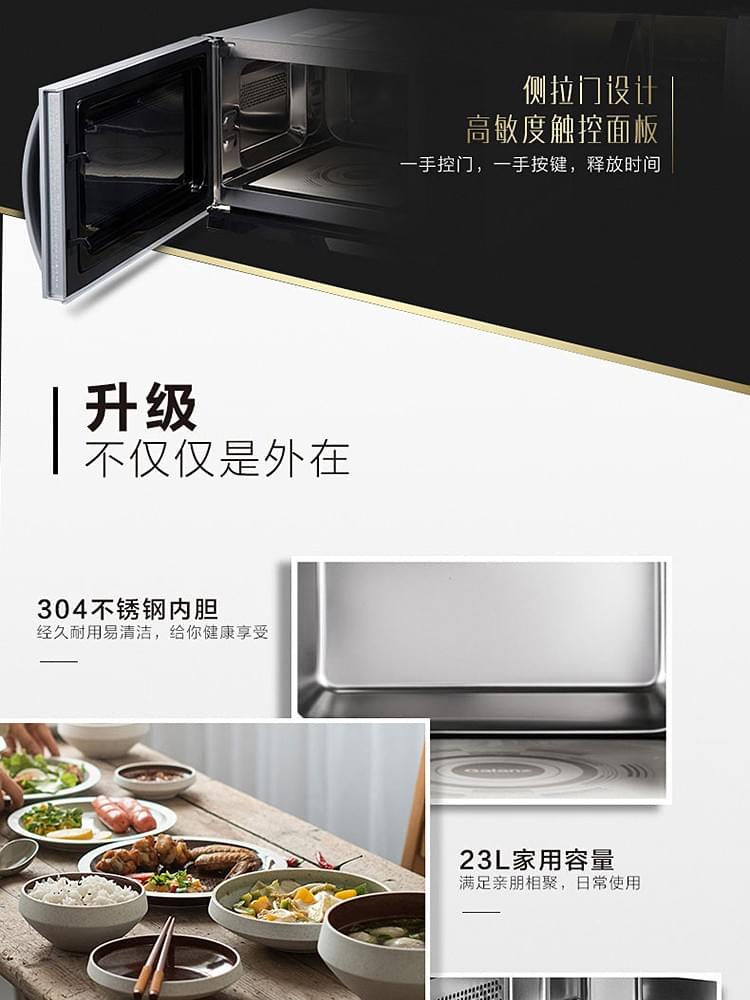 侧拉门设计
高敏度触控面板
一手控门，一手按键，释放时间
升级
不仅仅是外在
304不锈钢内胆
经久耐用易清洁，给你健康享受
Galanz
23L家用容量
满足亲朋相聚，日常使用